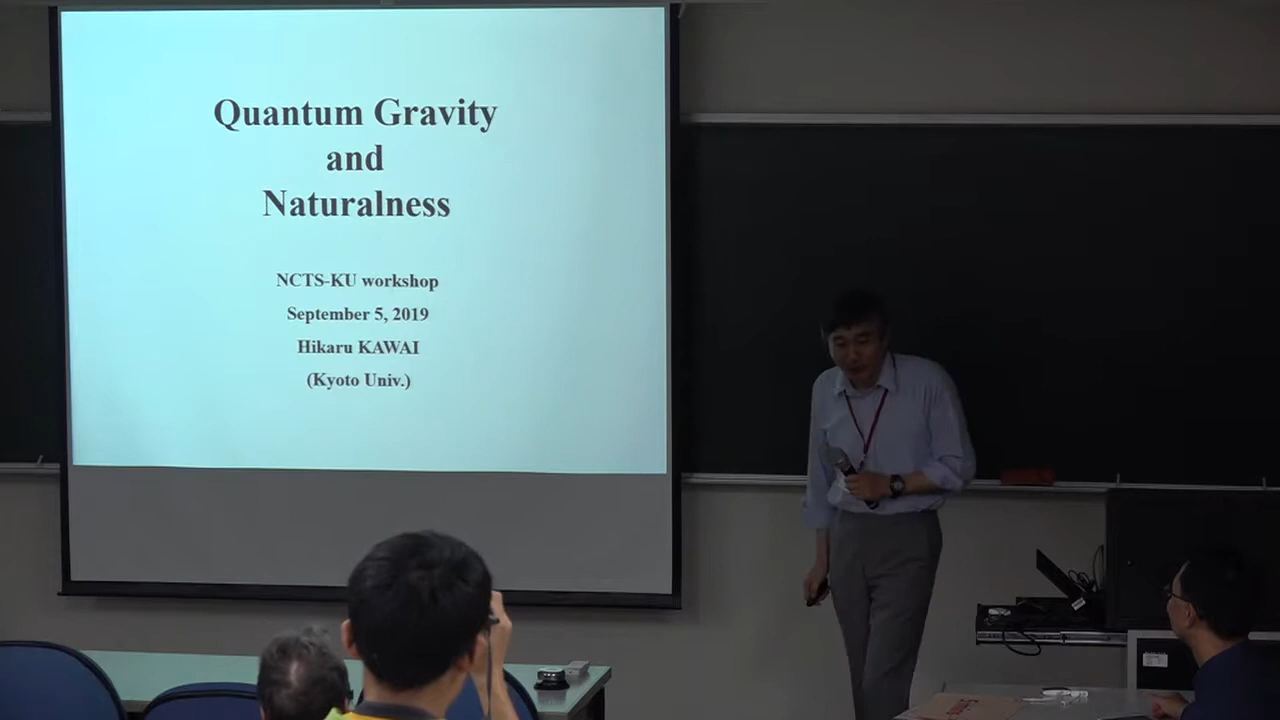 Quantum Gravity
and
Naturalness
NCTS-KU workshop
September 5, 2019
Hikaru KAWAI
(Kyoto Univ.)